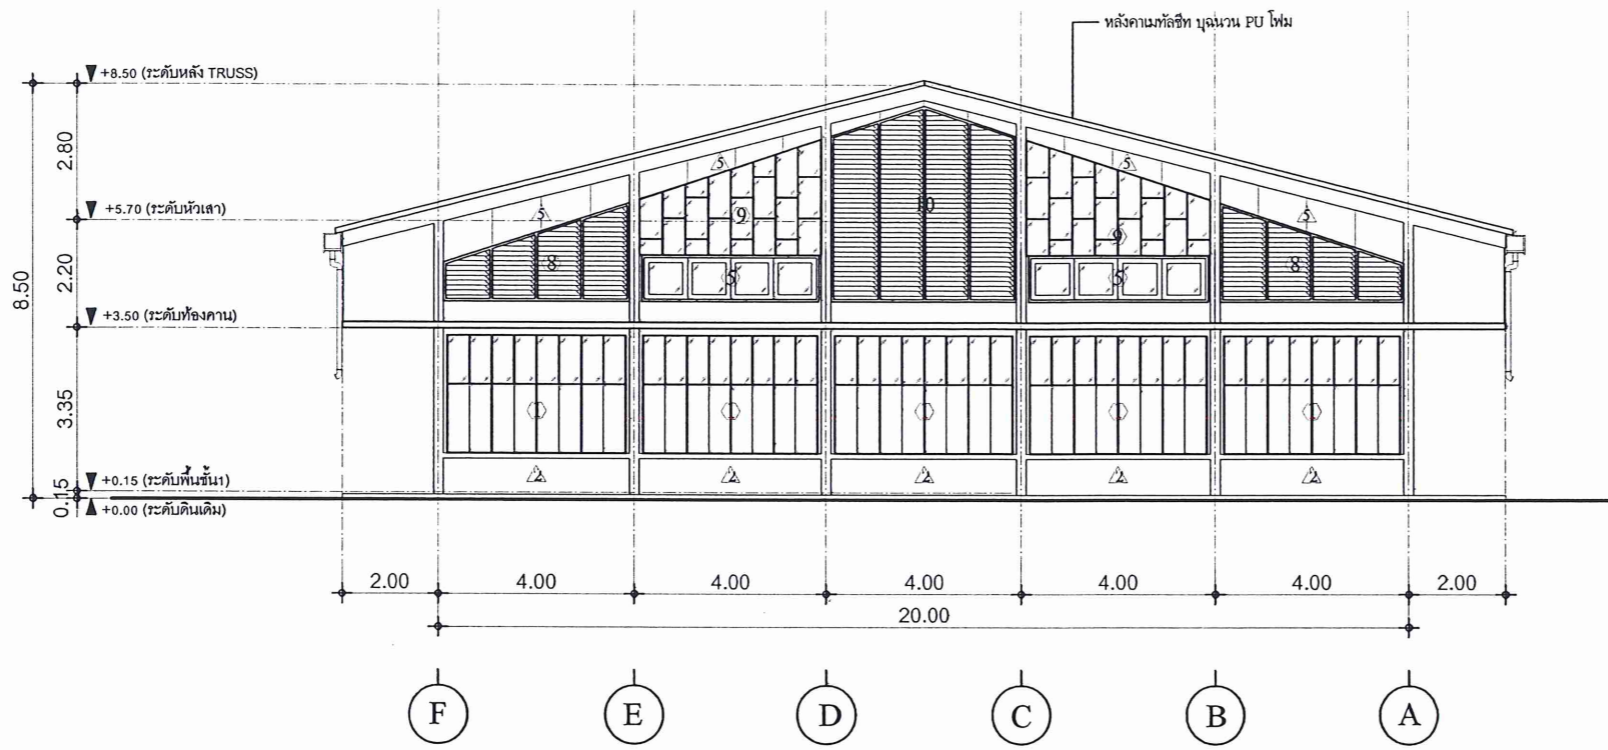 หลังคาเมทัลชีท บุฉนวน PU โฟม
+8.50 (ระดับหลัง TRUSS)
2.80
5 5
+5.70 (ระดับหัวเสา)
5 9 10 9 5
8 5 5 8
8.50
2.20
+3.50 (ระดับท้องคาน)
3.35
1
2 2 2 2 2
+0.15 (ระดับพื้นชั้น1)
0.15
+0.00 (ระดับดินเดิม)
2.00 4.00 4.00 4.00 4.00 4.00 2.00
20.00
F E D C B A